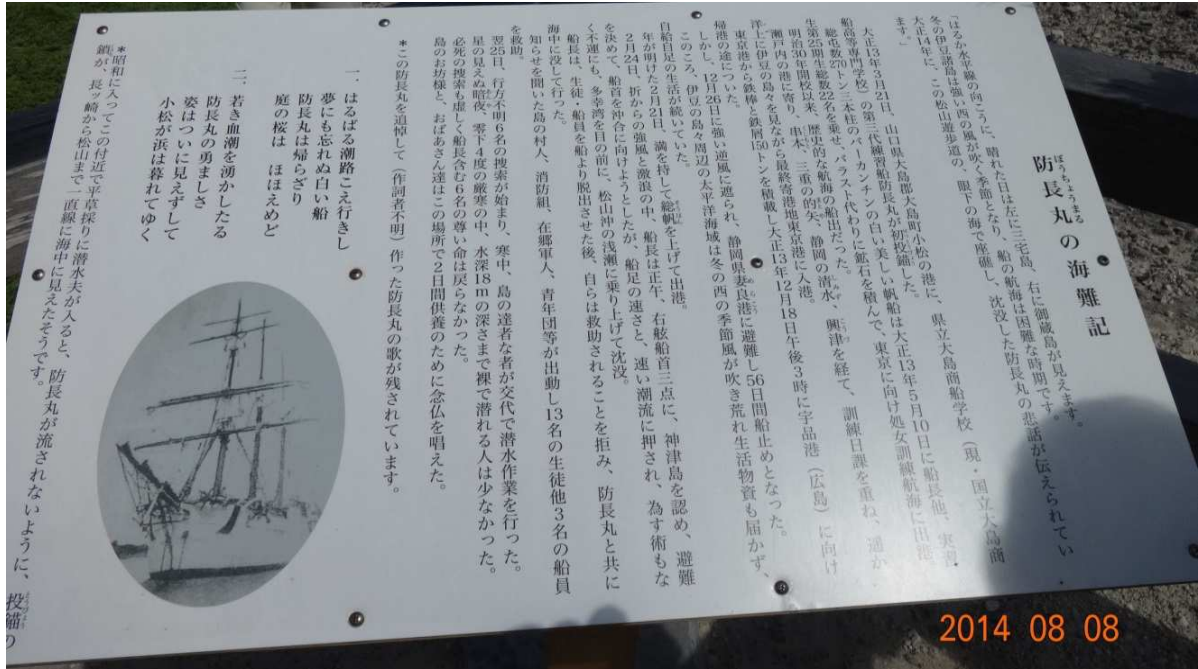 ぼうちょうまる
防長丸の海難記
「はるか水平線の向こうに、晴れた日は左に三宅島、右に御蔵島が見えます。
冬の伊豆諸島は強い西の風が吹く季節となり、船の航海は困難な時期です。
大正14年に、この松山遊歩道の、眼下の海で座礁し、沈没した防長丸の悲話が伝えられてい
ます。」
大正13年3月21日、山口県大島郡大島町小松の港に、県立大島商船学校(現・国立大島商
船高等専門学校)の第三代練習船防長丸が初投錨した。
総屯数270トン三本柱のバーカンチンの白い美しい帆船は大正13年5月10日に船長他、実習
生第25期生総数22名を乗せ、バラスト代わりに鉱石を積んで、東京に向け処女訓練航海に出港。
明治30年開校以来、歴史的な航海の船出だった。
瀬戸内の港に寄り、串本、三重の的矢、静岡の清水、興津を経て、訓練日課を重ね、遥か
洋上に伊豆の島々を見ながら最終寄港地東京港に入港。
東京港から鉄棒と鉄屑150トンを積載し大正13年12月18日午後3時に宇品港(広島)に向け
帰港の途についた。
しかし、12月26日に強い逆風に遮られ、静岡県妻良港に避難し56日間船止めとなった。
このころ、伊豆の島々周辺の太平洋海域は冬の西の季節風が吹き荒れ生活物資も届かず、
自給自足の生活が続いていた。
年が明けた2月21日、満を持して総帆を上げて出港。
2月24日、折からの強風と激浪の中、船長は正午、右舷船首三点に、神津島を認め、避難
を決めて、船首を沖合に向けようとしたが、船足の速さと、速い潮流に押され、為す術もな
く不運にも、多幸湾を目の前に、松山沖の浅瀬に乗り上げて沈没。
船長は、生徒・船員を船より脱出させた後、自らは救助されることを拒み、防長丸と共に
海中に没して行った。
知らせを聞いた島の村人、消防組、在郷軍人、青年団等が出動し13名の生徒他3名の船員
を救助。
翌25日、行方不明6名の捜索が始まり、寒中、島の達者な者が交代で潜水作業を行った。
星の見えぬ暗夜、零下4度の厳寒の中、水深18mの深さまで裸で潜れる人は少なかった。
必死の捜索も虚しく船長含む6名の尊い命は戻らなかった。
島のお坊様と、おばあさん達はこの場所で2日間供養のために念仏を唱えた。
*この防長丸を追悼して(作詞者不明)作った防長丸の歌が残されています。
一、はるばる潮路こえ行きし
夢にも忘れぬ白い船
防長丸は帰らざり
庭の桜は ほほえめど
二、若き血潮を湧かしたる
防長丸の勇ましさ
姿はついに見えずして
小松が浜は暮れてゆく
*昭和に入ってこの付近で平草採りに潜水夫が入ると、防長丸が流されないように、投錨の
鎖が、長ッ崎から松山まで一直線に海中に見えたそうです。
2014 08 08